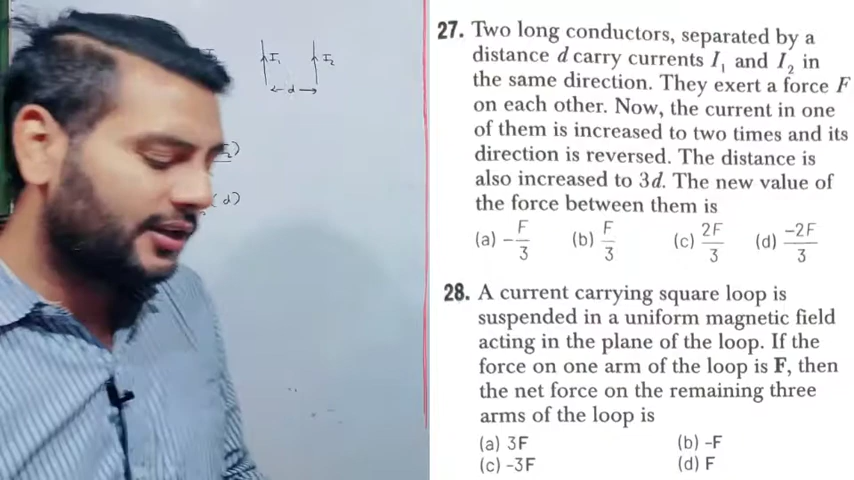 I₁ I₂
← d →
I₂)
(d)
27. Two long conductors, separated by a
distance d carry currents I₁ and I₂ in
the same direction. They exert a force F
on each other. Now, the current in one
of them is increased to two times and its
direction is reversed. The distance is
also increased to 3d. The new value of
the force between them is
(a) -F/3 (b) F/3 (c) 2F/3 (d) -2F/3
28. A current carrying square loop is
suspended in a uniform magnetic field
acting in the plane of the loop. If the
force on one arm of the loop is F, then
the net force on the remaining three
arms of the loop is
(a) 3F (b) -F
(c) -3F (d) F